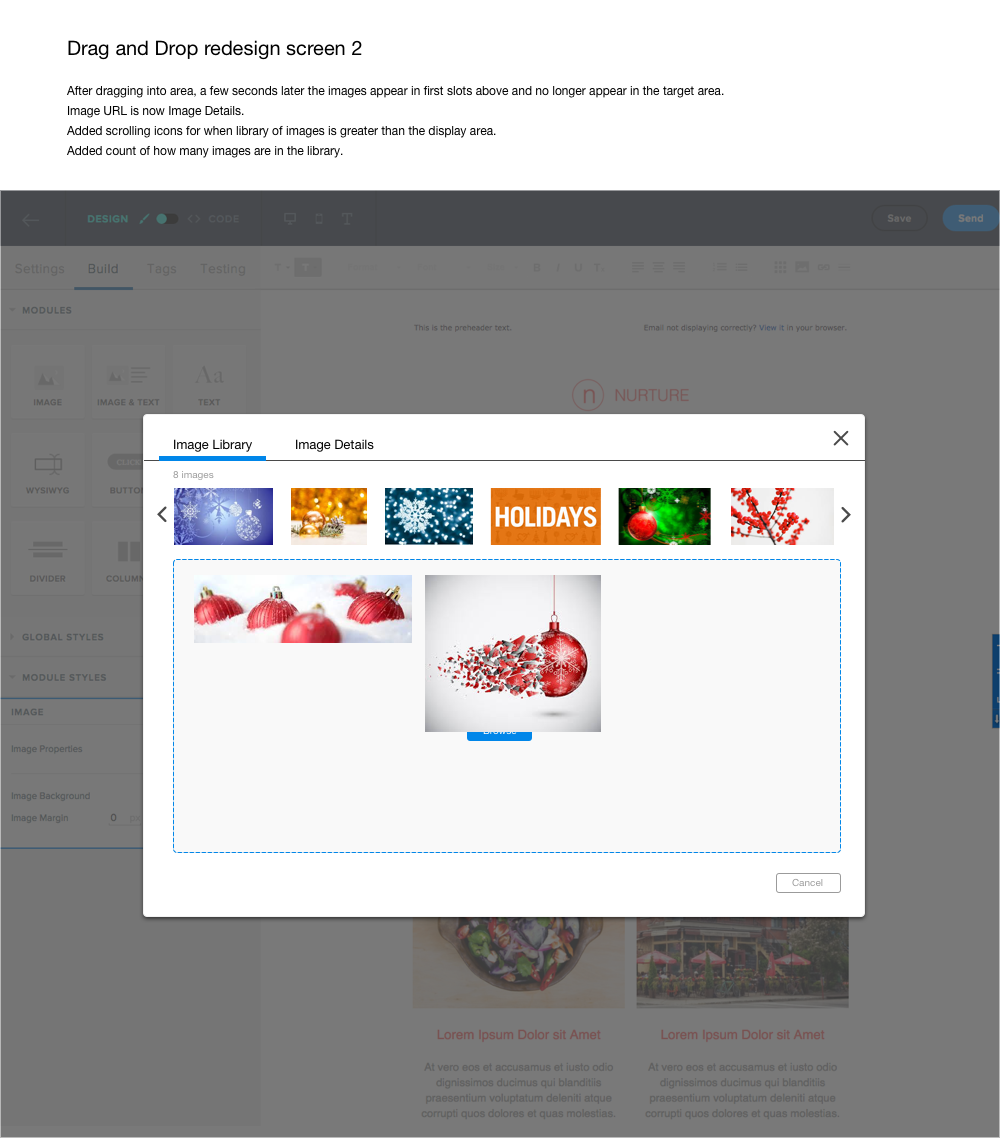 Drag and Drop redesign screen 2
After dragging into area, a few seconds later the images appear in first slots above and no longer appear in the target area.
Image URL is now Image Details.
Added scrolling icons for when library of images is greater than the display area.
Added count of how many images are in the library.
DESIGN CODE Save Send
Settings Build Tags Testing
MODULES
This is the preheader text. Email not displaying correctly? View it in your browser.
IMAGE IMAGE & TEXT TEXT
n NURTURE
Image Library Image Details
8 images
HOLIDAYS
WYSIWYG
DIVIDER
GLOBAL STYLES
MODULE STYLES
IMAGE
Image Properties
Browse
Image Background
Image Margin 0
Cancel
Lorem Ipsum Dolor sit Amet
At vero eos et accusamus et iusto odio
dignissimos ducimus qui blanditiis
praesentium voluptatum deleniti atque
corrupti quos dolores et quas molestias.
Lorem Ipsum Dolor sit Amet
At vero eos et accusamus et iusto odio
dignissimos ducimus qui blanditiis
praesentium voluptatum deleniti atque
corrupti quos dolores et quas molestias.